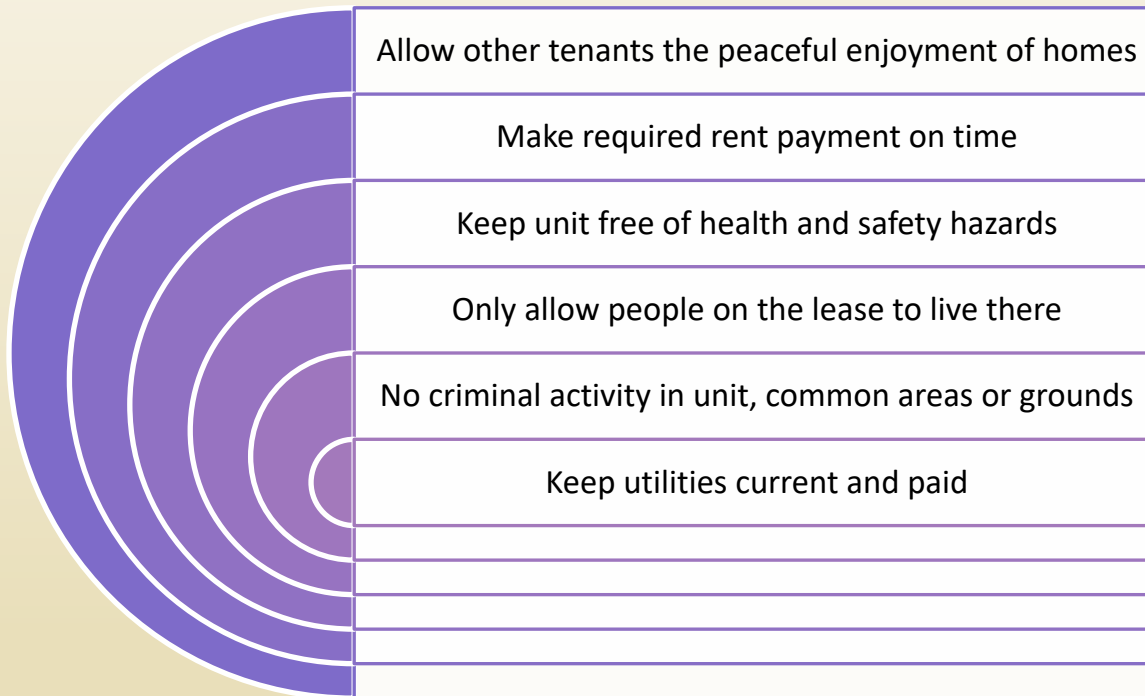 Allow other tenants the peaceful enjoyment of homes
Make required rent payment on time
Keep unit free of health and safety hazards
Only allow people on the lease to live there
No criminal activity in unit, common areas or grounds
Keep utilities current and paid